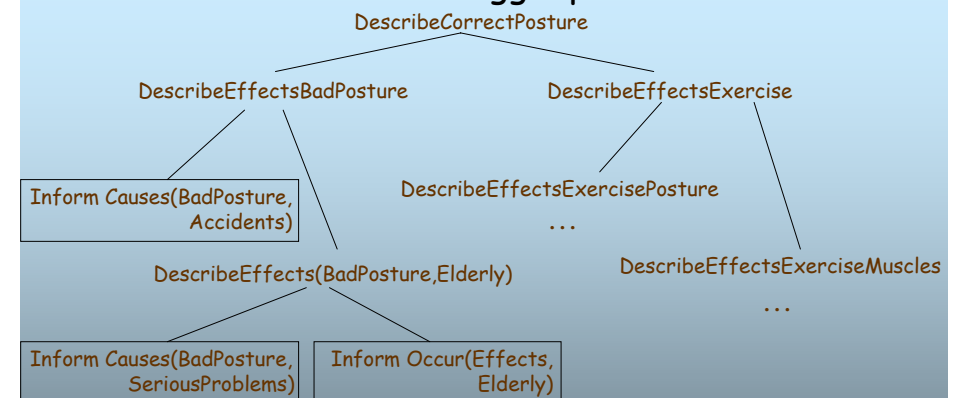 DescribeCorrectPosture
DescribeEffectsBadPosture
DescribeEffectsExercise
Inform Causes(BadPosture,
Accidents)
DescribeEffectsExercisePosture
...
DescribeEffects(BadPosture,Elderly)
DescribeEffectsExerciseMuscles
...
Inform Causes(BadPosture,
SeriousProblems)
Inform Occur(Effects,
Elderly)